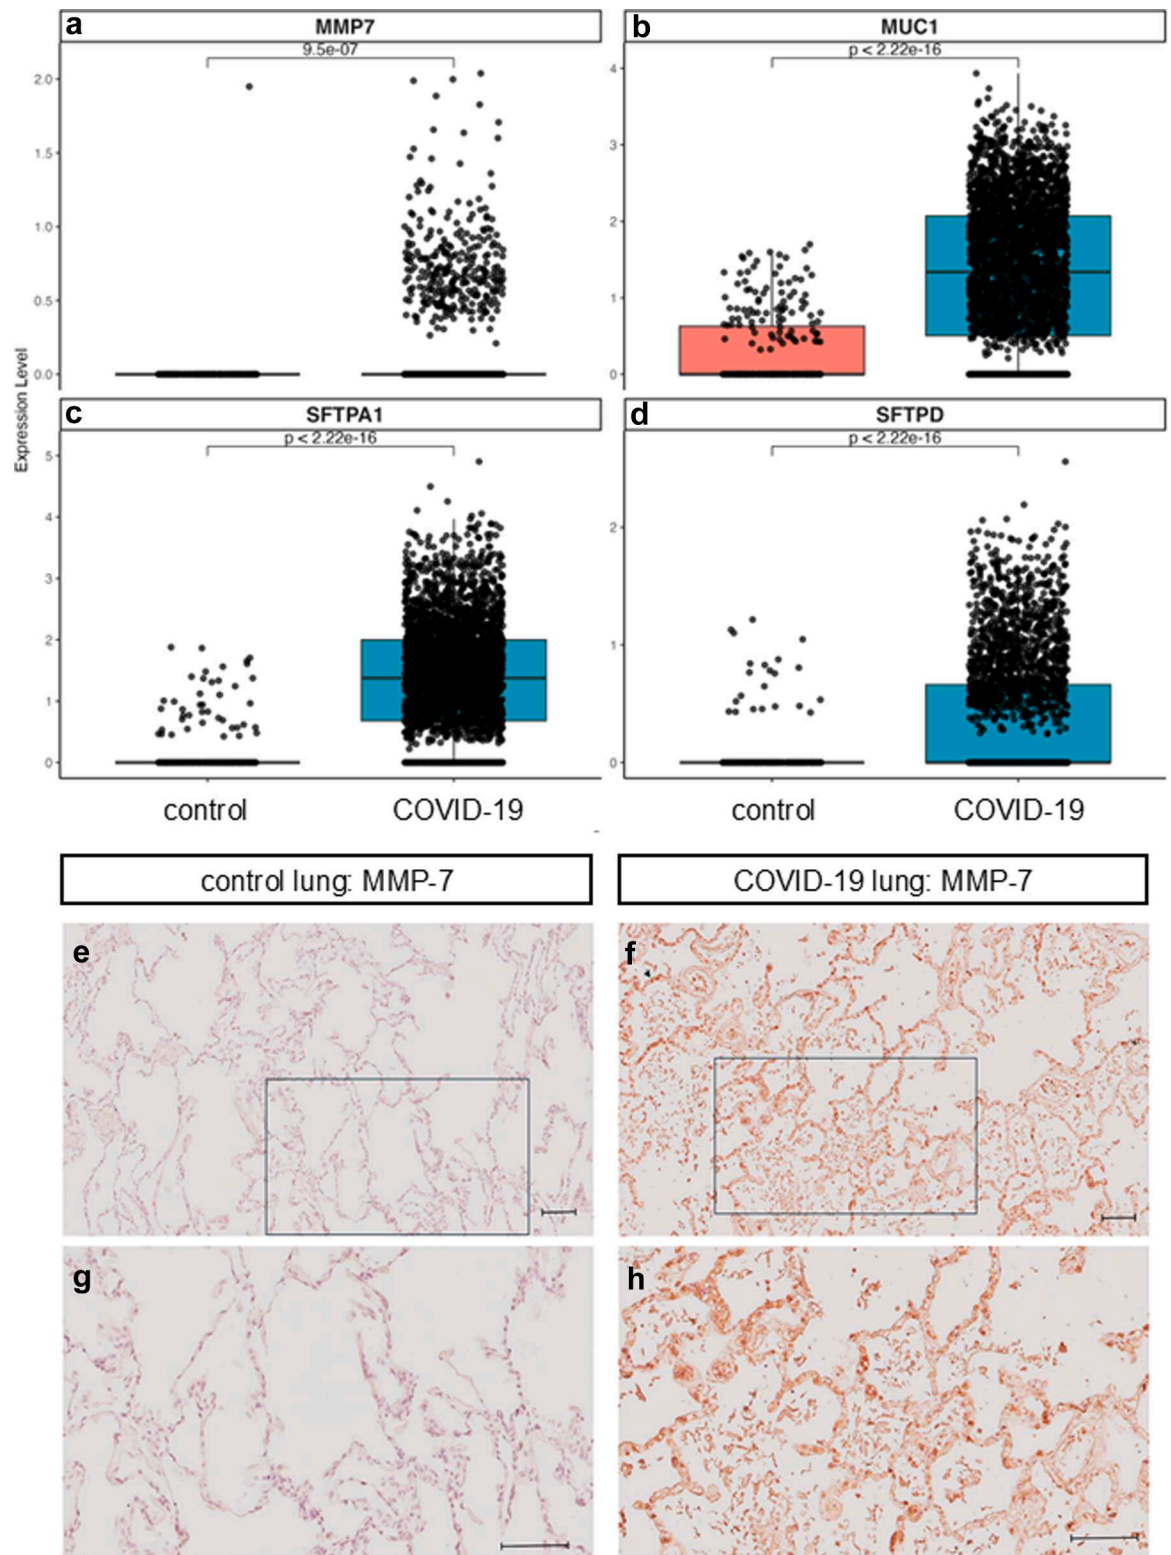 a
MMP7
9.5e-07
2.0
1.5
1.0
0.5
0.0
b
MUC1
p < 2.22e-16
4
3
2
1
0
Expression Level
c
SFTPA1
p < 2.22e-16
5
4
3
2
1
0
d
SFTPD
p < 2.22e-16
2
1
0
control
COVID-19
control
COVID-19
control lung: MMP-7
COVID-19 lung: MMP-7
e
f
g
h